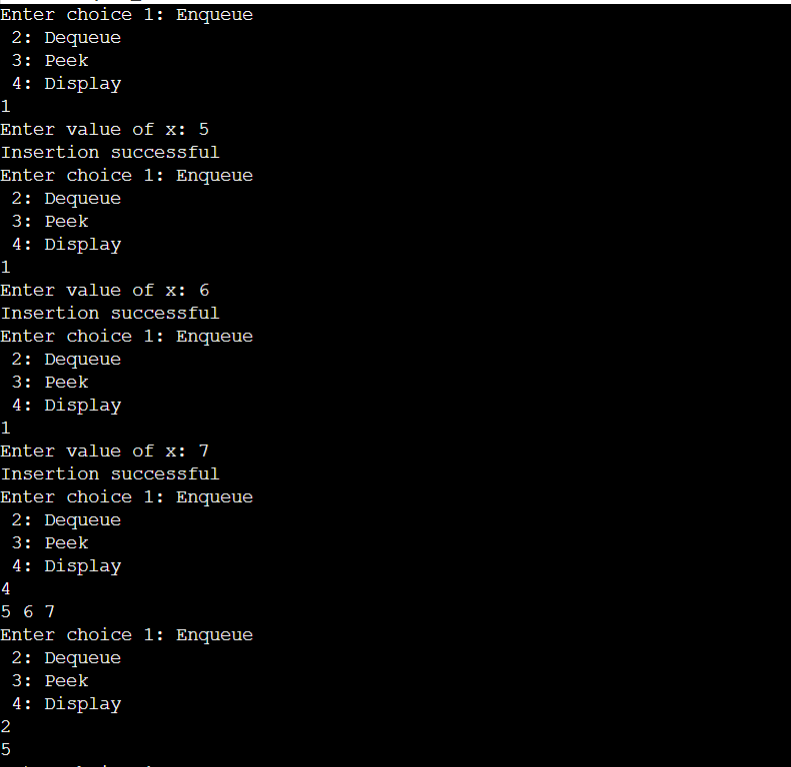 Enter choice 1: Enqueue
 2: Dequeue
 3: Peek
 4: Display
1
Enter value of x: 5
Insertion successful
Enter choice 1: Enqueue
 2: Dequeue
 3: Peek
 4: Display
1
Enter value of x: 6
Insertion successful
Enter choice 1: Enqueue
 2: Dequeue
 3: Peek
 4: Display
1
Enter value of x: 7
Insertion successful
Enter choice 1: Enqueue
 2: Dequeue
 3: Peek
 4: Display
4
5 6 7
Enter choice 1: Enqueue
 2: Dequeue
 3: Peek
 4: Display
2
5